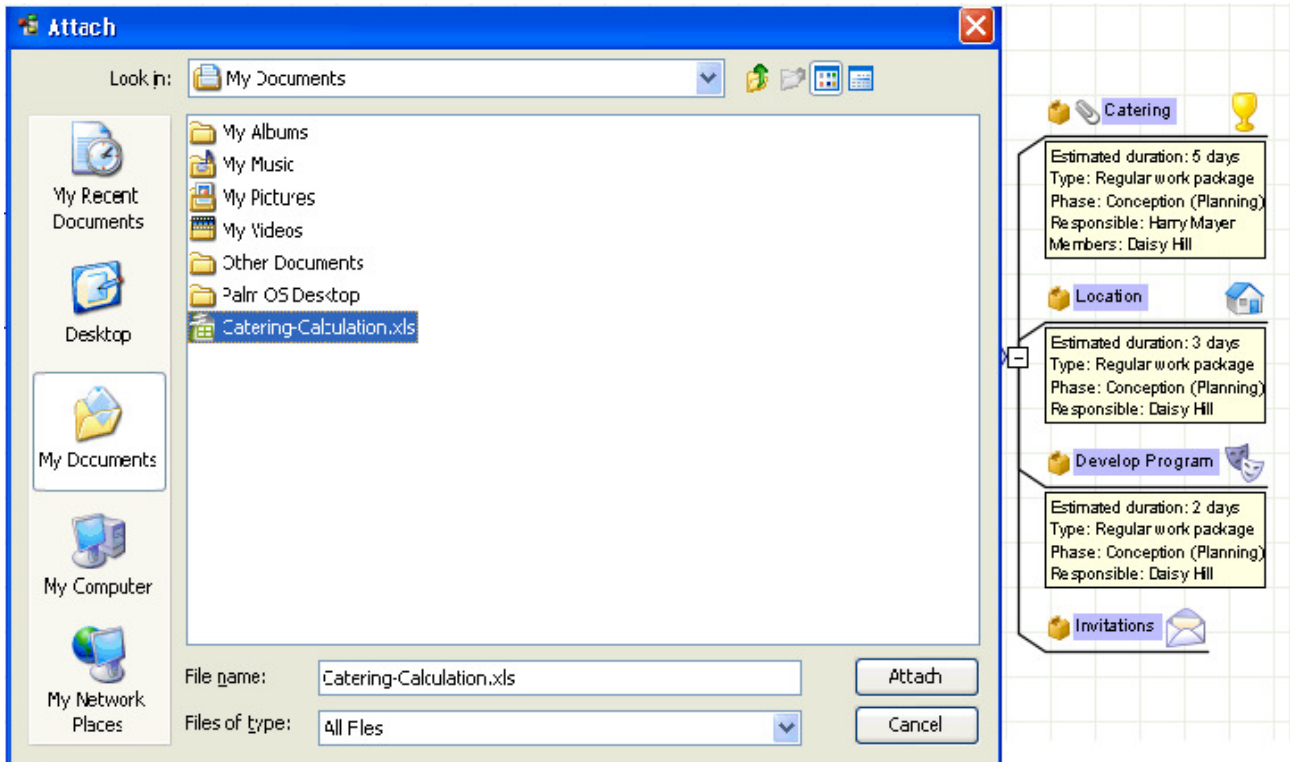 Attach
Look in:
My Documents
My Recent
Documents
Desktop
My Documents
My Computer
My Network
Places
My Albums
My Music
My Pictures
My Videos
Other Documents
Palm OS Desktop
Catering-Calculation.xls
File name:
Catering-Calculation.xls
Attach
Files of type:
All Files
Cancel
Catering
Estimated duration: 5 days
Type: Regular work package
Phase: Conception (Planning)
Responsible: Harry Mayer
Members: Daisy Hill
Location
Estimated duration: 3 days
Type: Regular work package
Phase: Conception (Planning)
Responsible: Daisy Hill
Develop Program
Estimated duration: 2 days
Type: Regular work package
Phase: Conception (Planning)
Responsible: Daisy Hill
Invitations